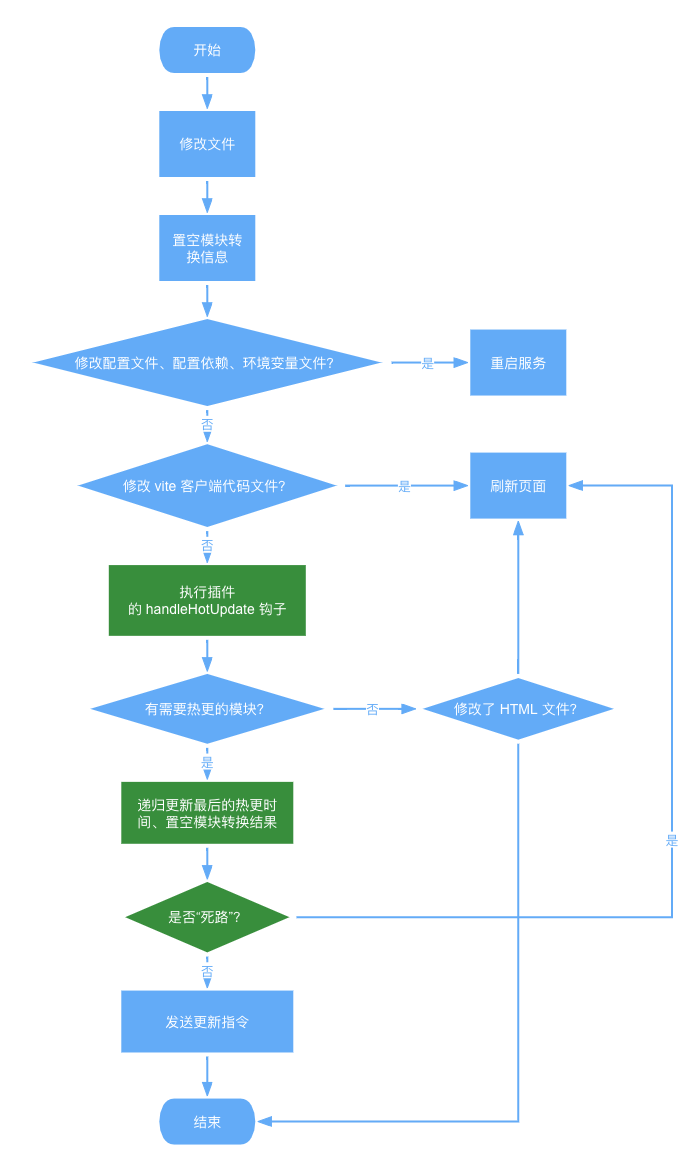 开始
修改文件
置空模块转
换信息
修改配置文件、配置依赖、环境变量文件?
是
重启服务
否
修改 vite 客户端代码文件?
是
刷新页面
否
执行插件
的 handleHotUpdate 钩子
有需要热更的模块?
否
修改了 HTML 文件?
是
递归更新最后的热更时
间、置空模块转换结果
是
是否“死路”?
否
发送更新指令
结束